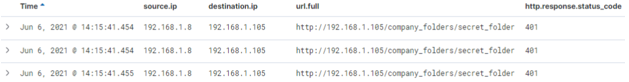 Time source.ip destination.ip url.full http.response.status_code
> Jun 6, 2021 @ 14:15:41.454 192.168.1.8 192.168.1.105 http://192.168.1.105/company_folders/secret_folder 401
> Jun 6, 2021 @ 14:15:41.454 192.168.1.8 192.168.1.105 http://192.168.1.105/company_folders/secret_folder 401
> Jun 6, 2021 @ 14:15:41.455 192.168.1.8 192.168.1.105 http://192.168.1.105/company_folders/secret_folder 401